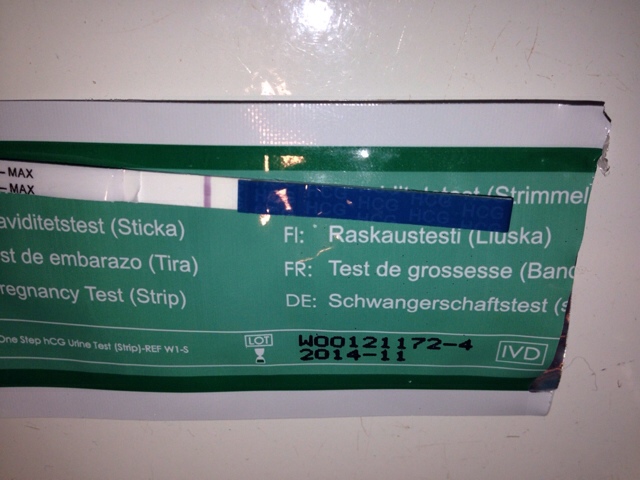 MAX
MAX
(Strimmel
aviditetstest (Sticka)
FI: Raskaustesti (Liuska)
st de embarazo (Tira)
FR: Test de grossesse (Band
regnancy Test (Strip)
DE: Schwangerschaftstest (s
One Step hCG Urine Test (Strip)-REF W1-S
LOT W00121172-4
2014-11
IVD